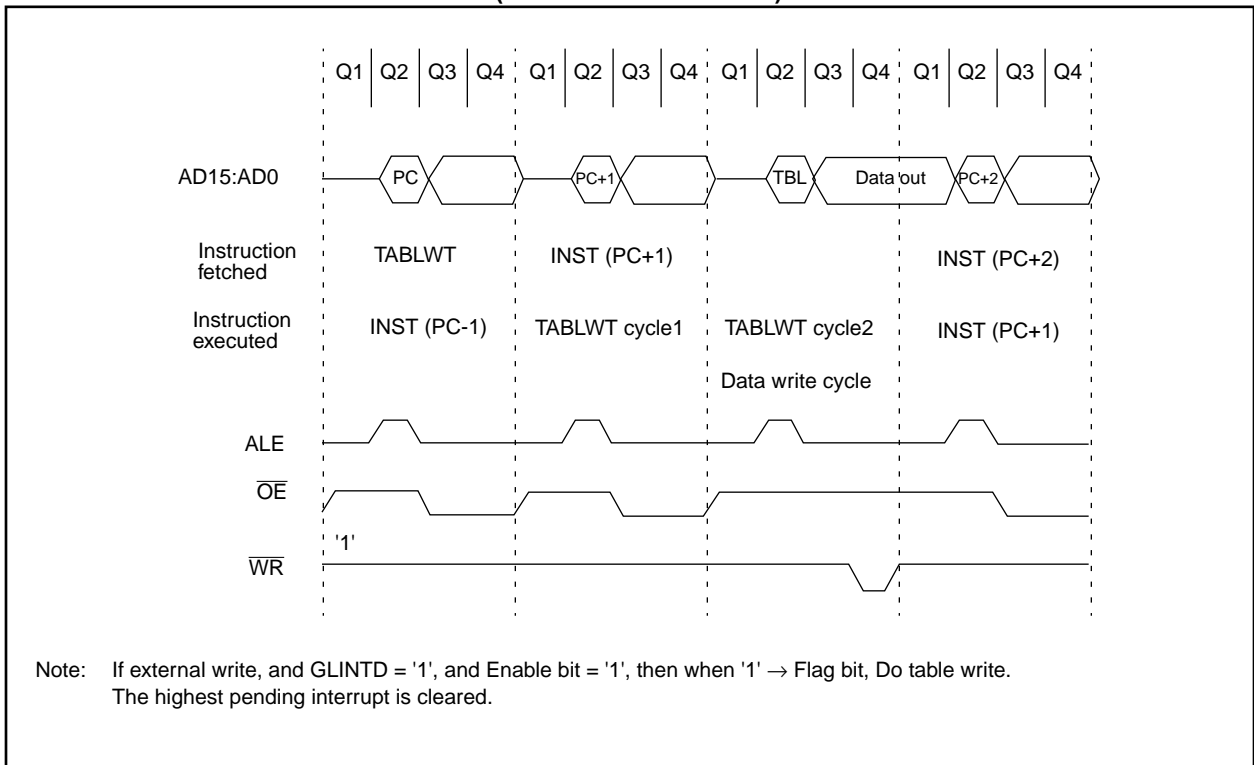 Q1 Q2 Q3 Q4 Q1 Q2 Q3 Q4 Q1 Q2 Q3 Q4 Q1 Q2 Q3 Q4
AD15:AD0 PC PC+1 TBL Data out PC+2
Instruction fetched TABLWT INST (PC+1) INST (PC+2)
Instruction executed INST (PC-1) TABLWT cycle1 TABLWT cycle2 INST (PC+1)
Data write cycle
ALE
OE
'1'
WR
Note: If external write, and GLINTD = '1', and Enable bit = '1', then when '1' → Flag bit, Do table write.
The highest pending interrupt is cleared.